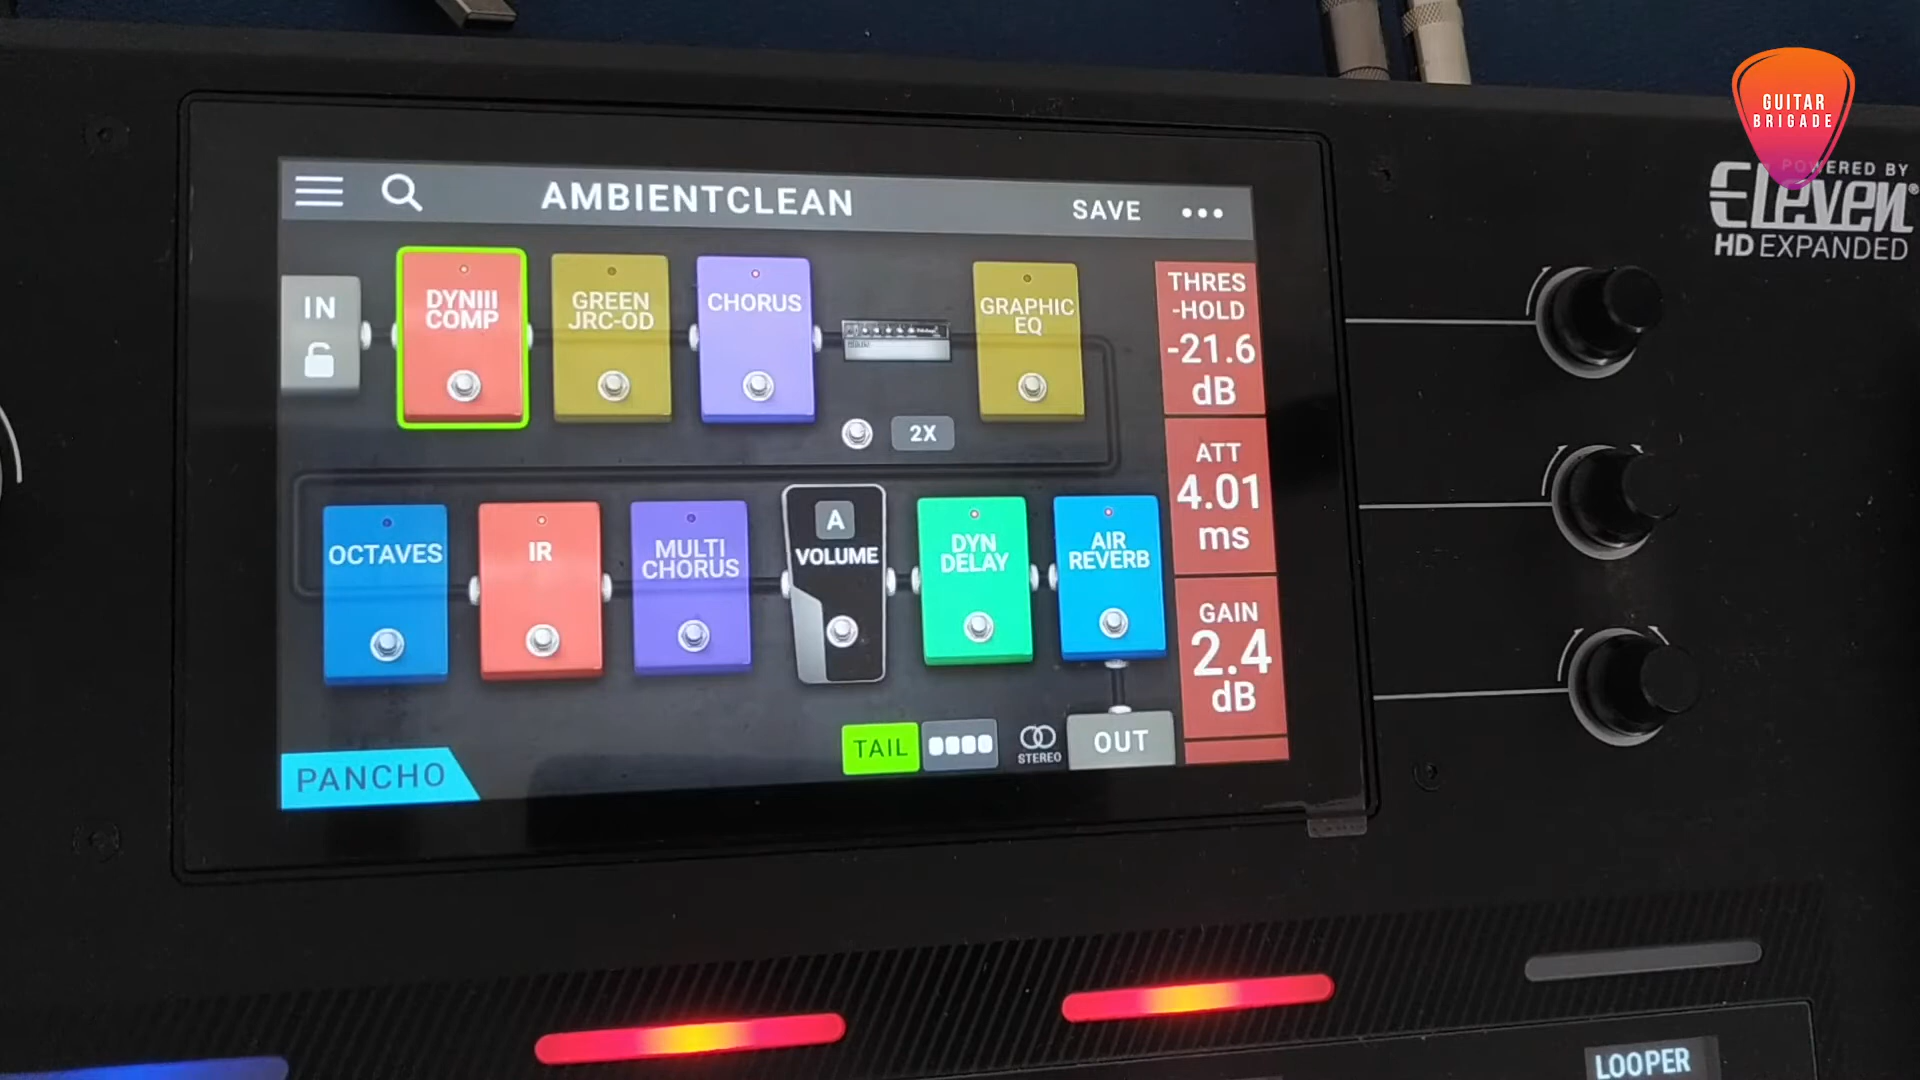 GUITAR
BRIGADE
POWERED BY
ELEVEN®
HD EXPANDED
AMBIENTCLEAN
SAVE
IN
DYNIII
COMP
GREEN
JRC-OD
CHORUS
GRAPHIC
EQ
THRES
-HOLD
-21.6
dB
2X
ATT
4.01
ms
OCTAVES
IR
MULTI
CHORUS
A
VOLUME
DYN
DELAY
AIR
REVERB
GAIN
2.4
dB
TAIL
STEREO
OUT
PANCHO
LOOPER